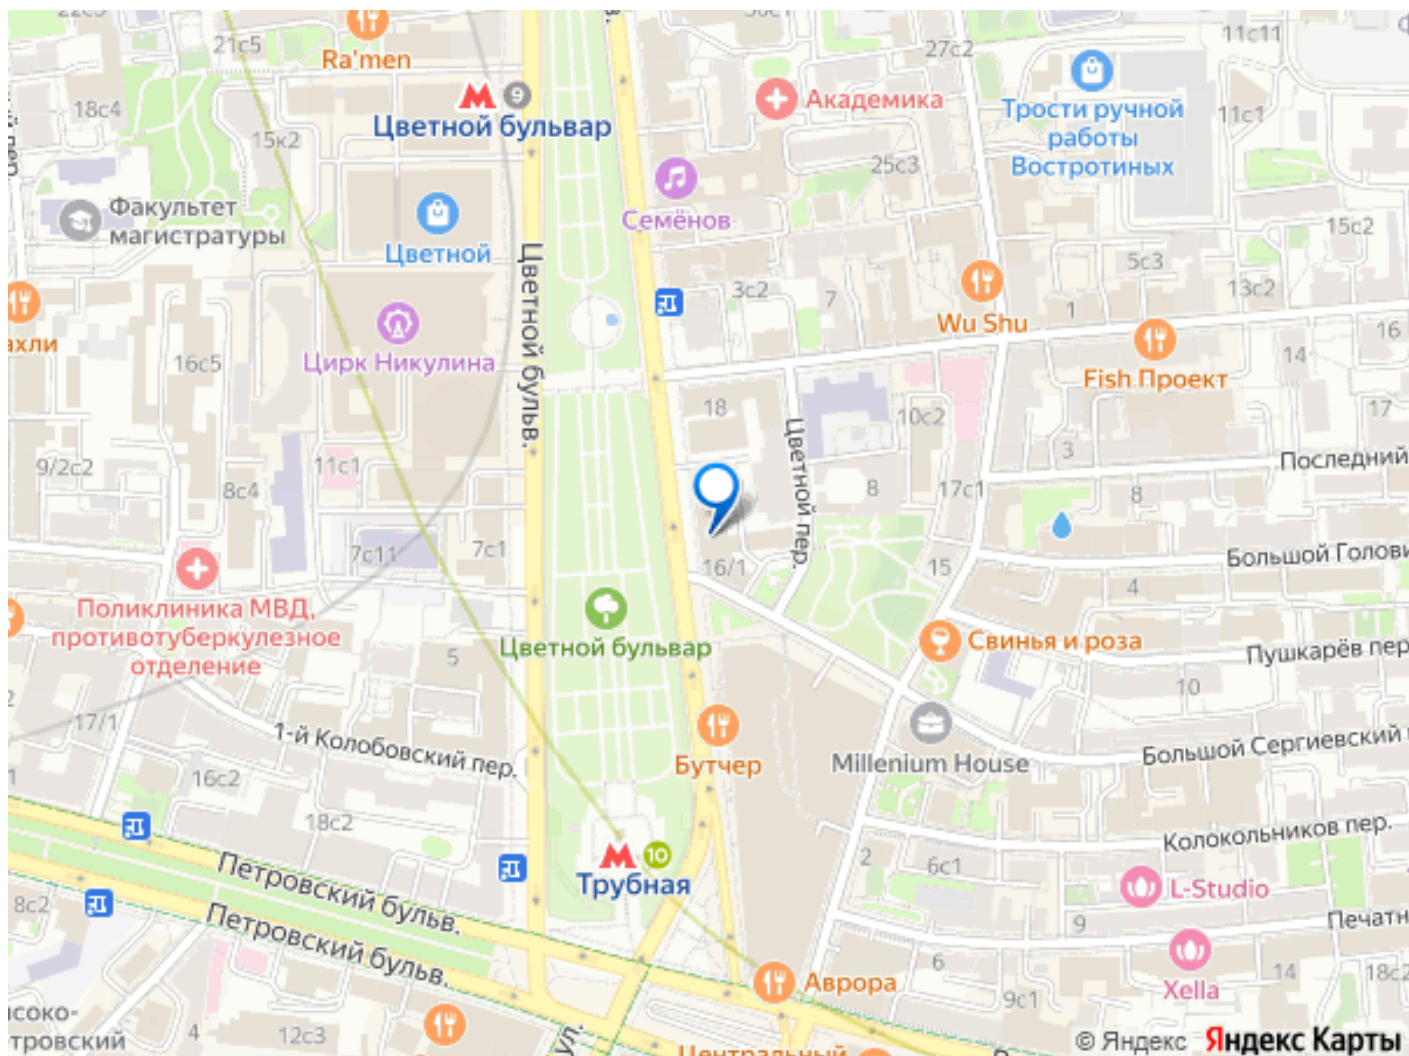 21с5
Ra'men
27с2
11с11
18с4
9
Цветной бульвар
Академика
Трости ручной
работы
Востротиных
11с1
15к2
25с3
Факультет
магистратуры
Цветной
Семёнов
15с2
5с3
3с2
7
13с2
Wu Shu
1
16
Цирк Никулина
16с5
Цветной бульв.
14
Fish Проект
18
10с2
17
Цветной пер.
3
9/2с2
11с1
8с4
Последний
8
17с1
8
7с11
7с1
16/1
15
Большой Голови
4
Поликлиника МВД,
противотуберкулезное
отделение
Цветной бульвар
Свинья и роза
Пушкарёв пер
5
10
17/1
1-й Колобовский пер.
Бутчер
Millenium House
Большой Сергиевский
16с2
18с2
Колокольников пер.
2
6с1
10
Трубная
L-Studio
Петровский бульв.
8с2
Петровский бульв.
9
Печатн
6
Аврора
Xella
14
18с2
9с1
4
12с3
Центральный
© Яндекс Яндекс Карты